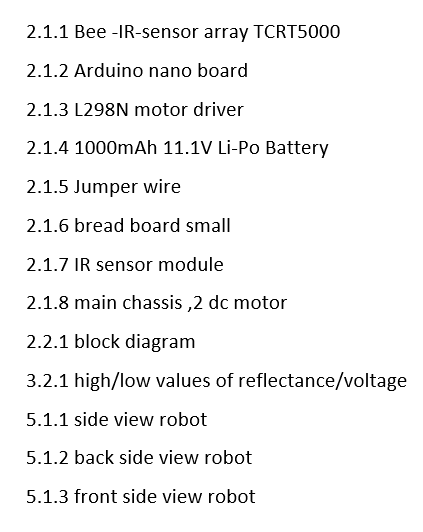 2.1.1 Bee -IR-sensor array TCRT5000
2.1.2 Arduino nano board
2.1.3 L298N motor driver
2.1.4 1000mAh 11.1V Li-Po Battery
2.1.5 Jumper wire
2.1.6 bread board small
2.1.7 IR sensor module
2.1.8 main chassis ,2 dc motor
2.2.1 block diagram
3.2.1 high/low values of reflectance/voltage
5.1.1 side view robot
5.1.2 back side view robot
5.1.3 front side view robot